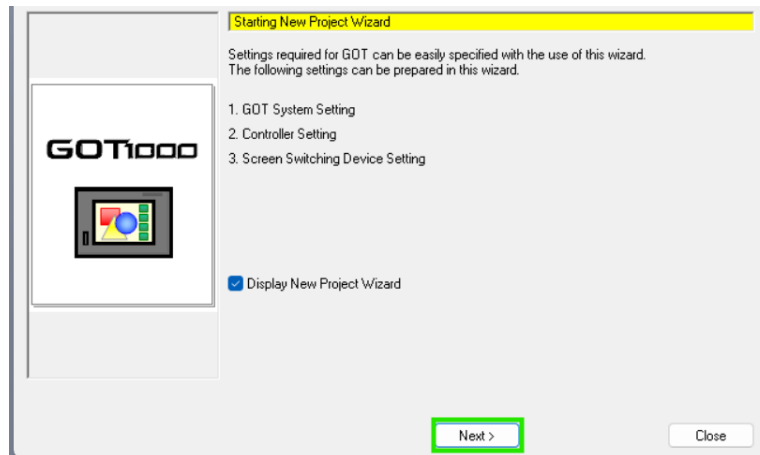 Starting New Project Wizard
Settings required for GOT can be easily specified with the use of this wizard.
The following settings can be prepared in this wizard.
1. GOT System Setting
2. Controller Setting
3. Screen Switching Device Setting
GOT1000
Display New Project Wizard
Next >
Close